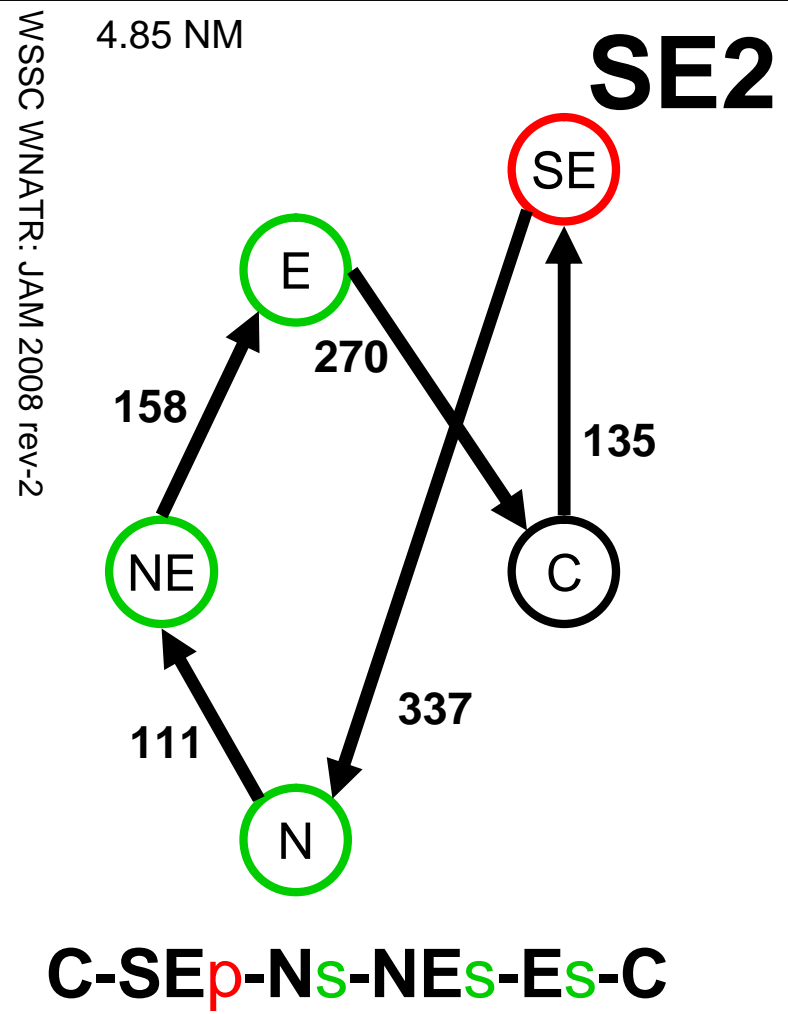 WSSC WNATR: JAM 2008 rev-2
4.85 NM
SE2
SE
E
270
158
135
NE
C
337
111
N
C-SEp-Ns-NEs-Es-C